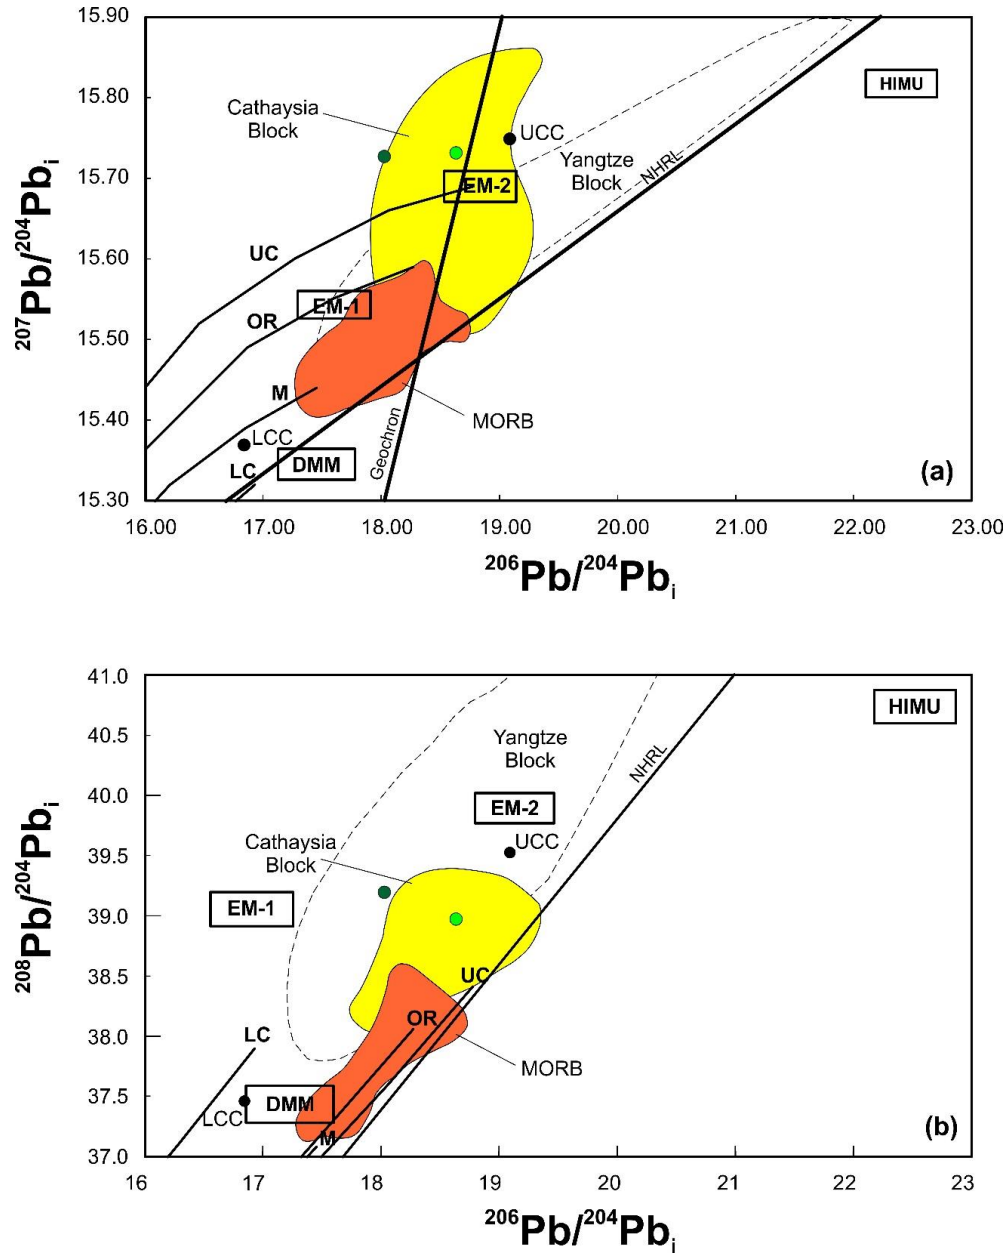 15.90
15.80
15.70
15.60
15.50
15.40
15.30
207Pb/204Pbi
Cathaysia
Block
UCC
HIMU
EM-2
Yangtze
Block
NHRL
UC
EM-1
OR
M
MORB
LCC
LC
DMM
Geochron
(a)
16.00 17.00 18.00 19.00 20.00 21.00 22.00 23.00
206Pb/204Pbi
41.0
40.5
40.0
39.5
39.0
38.5
38.0
37.5
37.0
208Pb/204Pbi
HIMU
Yangtze
Block
NHRL
EM-2
UCC
Cathaysia
Block
EM-1
UC
OR
LC
MORB
DMM
LCC
M
(b)
16 17 18 19 20 21 22 23
206Pb/204Pbi